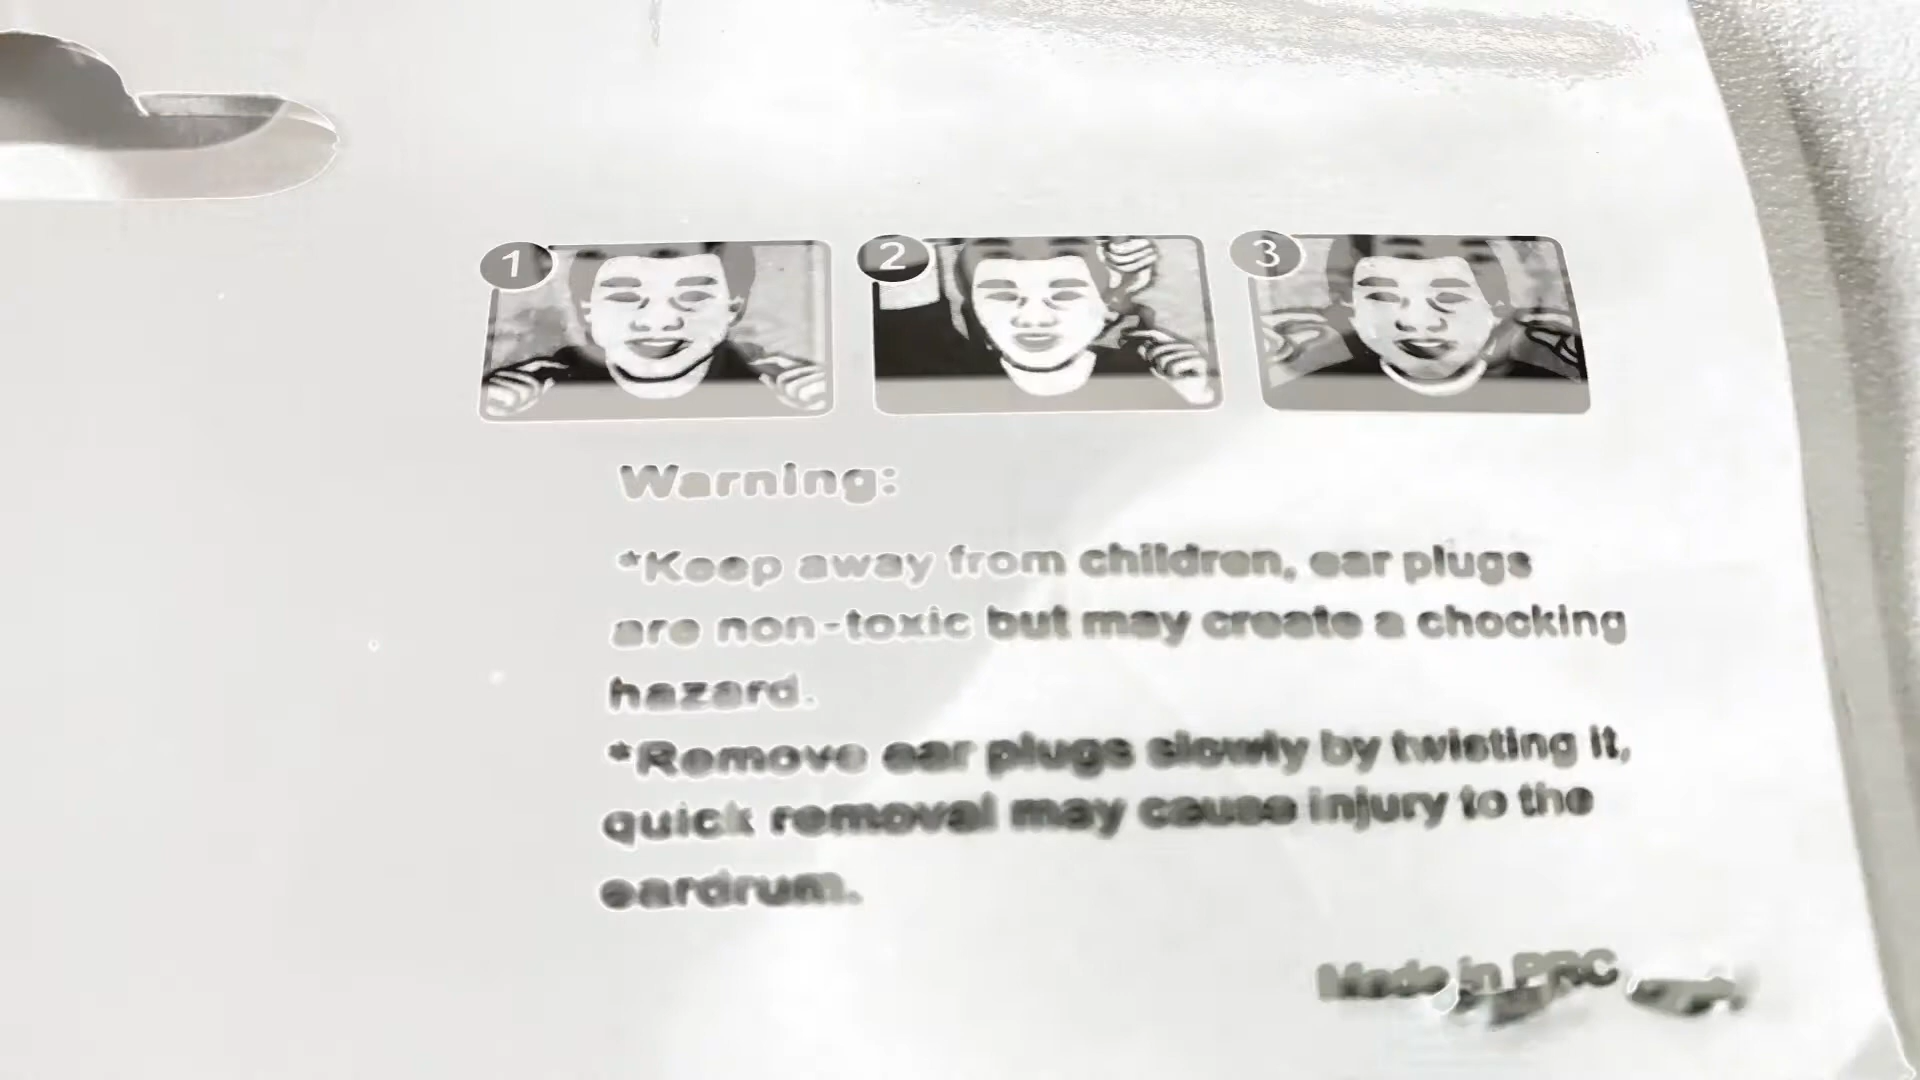 1
2
3
Warning:
*Keep away from children, ear plugs
are non-toxic but may create a chocking
hazard.
*Remove ear plugs slowly by twisting it,
quick removal may cause injury to the
eardrum.
Made in PRC